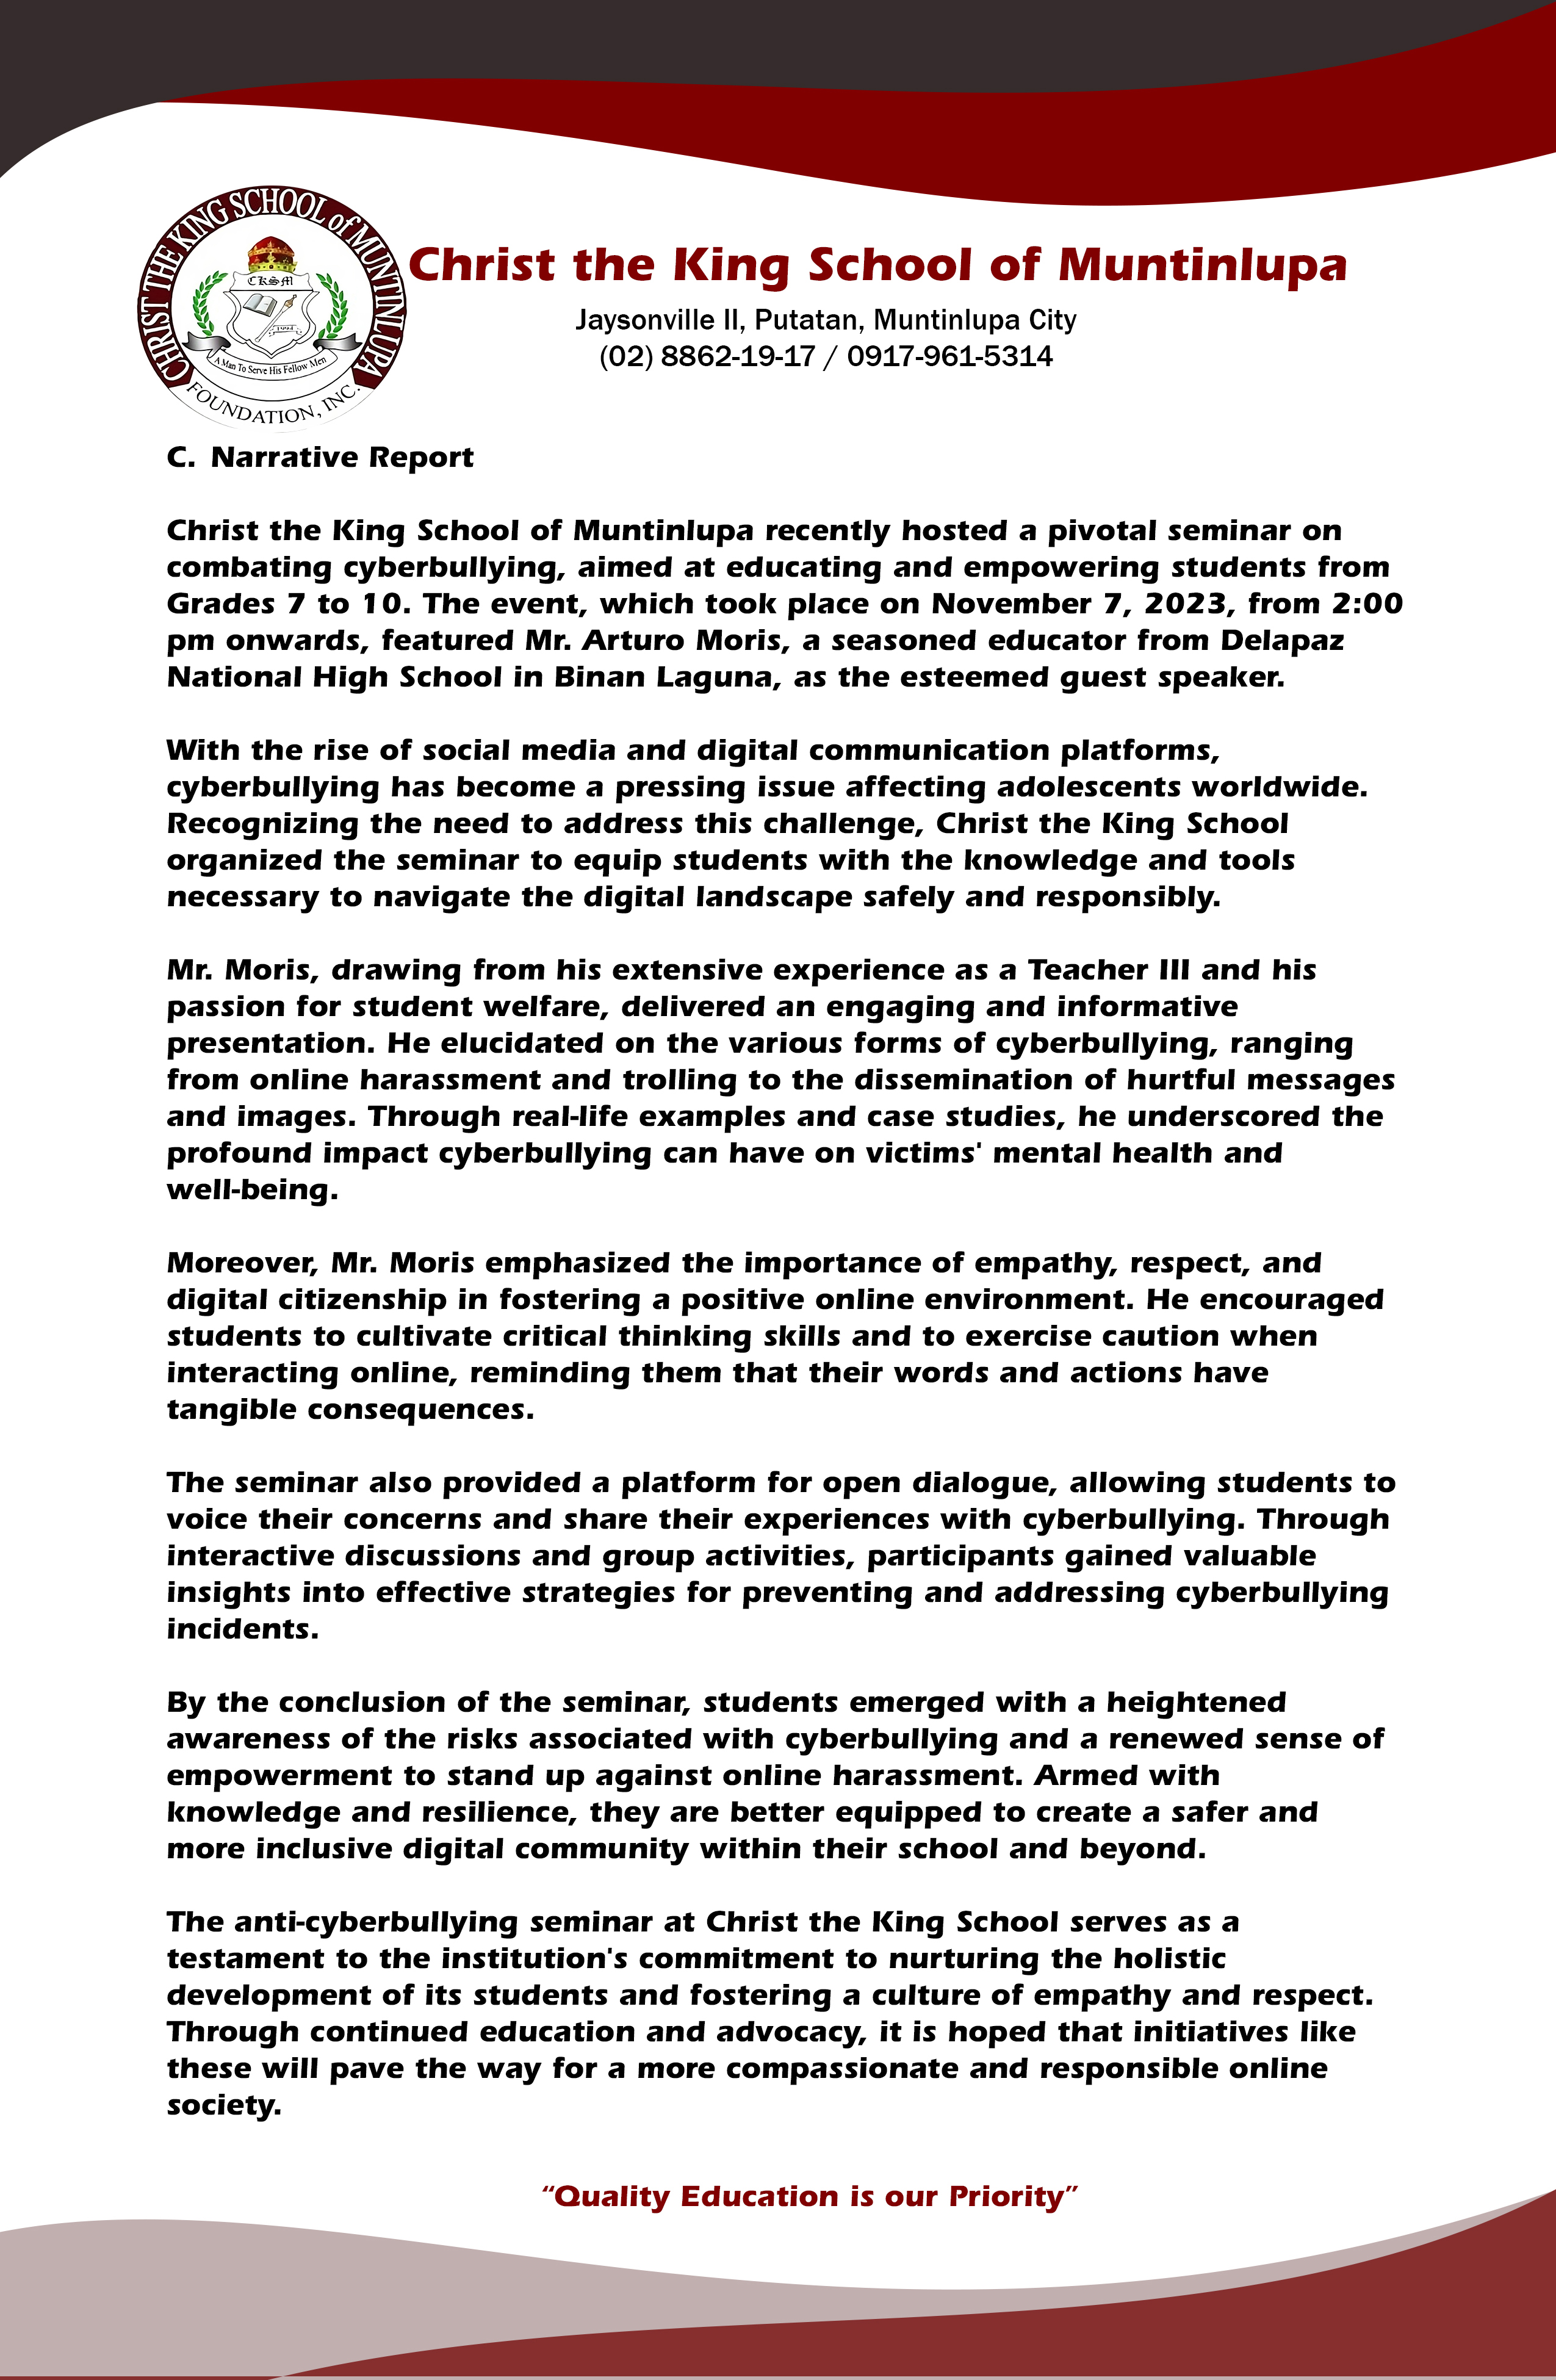 CHRIST THE KING SCHOOL of MUNTINLUPA
CKSM
1994
A Man To Serve His Fellow Men
FOUNDATION, INC.
Christ the King School of Muntinlupa
Jaysonville II, Putatan, Muntinlupa City
(02) 8862-19-17 / 0917-961-5314
C. Narrative Report
Christ the King School of Muntinlupa recently hosted a pivotal seminar on
combating cyberbullying, aimed at educating and empowering students from
Grades 7 to 10. The event, which took place on November 7, 2023, from 2:00
pm onwards, featured Mr. Arturo Moris, a seasoned educator from Delapaz
National High School in Binan Laguna, as the esteemed guest speaker.
With the rise of social media and digital communication platforms,
cyberbullying has become a pressing issue affecting adolescents worldwide.
Recognizing the need to address this challenge, Christ the King School
organized the seminar to equip students with the knowledge and tools
necessary to navigate the digital landscape safely and responsibly.
Mr. Moris, drawing from his extensive experience as a Teacher III and his
passion for student welfare, delivered an engaging and informative
presentation. He elucidated on the various forms of cyberbullying, ranging
from online harassment and trolling to the dissemination of hurtful messages
and images. Through real-life examples and case studies, he underscored the
profound impact cyberbullying can have on victims' mental health and
well-being.
Moreover, Mr. Moris emphasized the importance of empathy, respect, and
digital citizenship in fostering a positive online environment. He encouraged
students to cultivate critical thinking skills and to exercise caution when
interacting online, reminding them that their words and actions have
tangible consequences.
The seminar also provided a platform for open dialogue, allowing students to
voice their concerns and share their experiences with cyberbullying. Through
interactive discussions and group activities, participants gained valuable
insights into effective strategies for preventing and addressing cyberbullying
incidents.
By the conclusion of the seminar, students emerged with a heightened
awareness of the risks associated with cyberbullying and a renewed sense of
empowerment to stand up against online harassment. Armed with
knowledge and resilience, they are better equipped to create a safer and
more inclusive digital community within their school and beyond.
The anti-cyberbullying seminar at Christ the King School serves as a
testament to the institution's commitment to nurturing the holistic
development of its students and fostering a culture of empathy and respect.
Through continued education and advocacy, it is hoped that initiatives like
these will pave the way for a more compassionate and responsible online
society.
“Quality Education is our Priority”